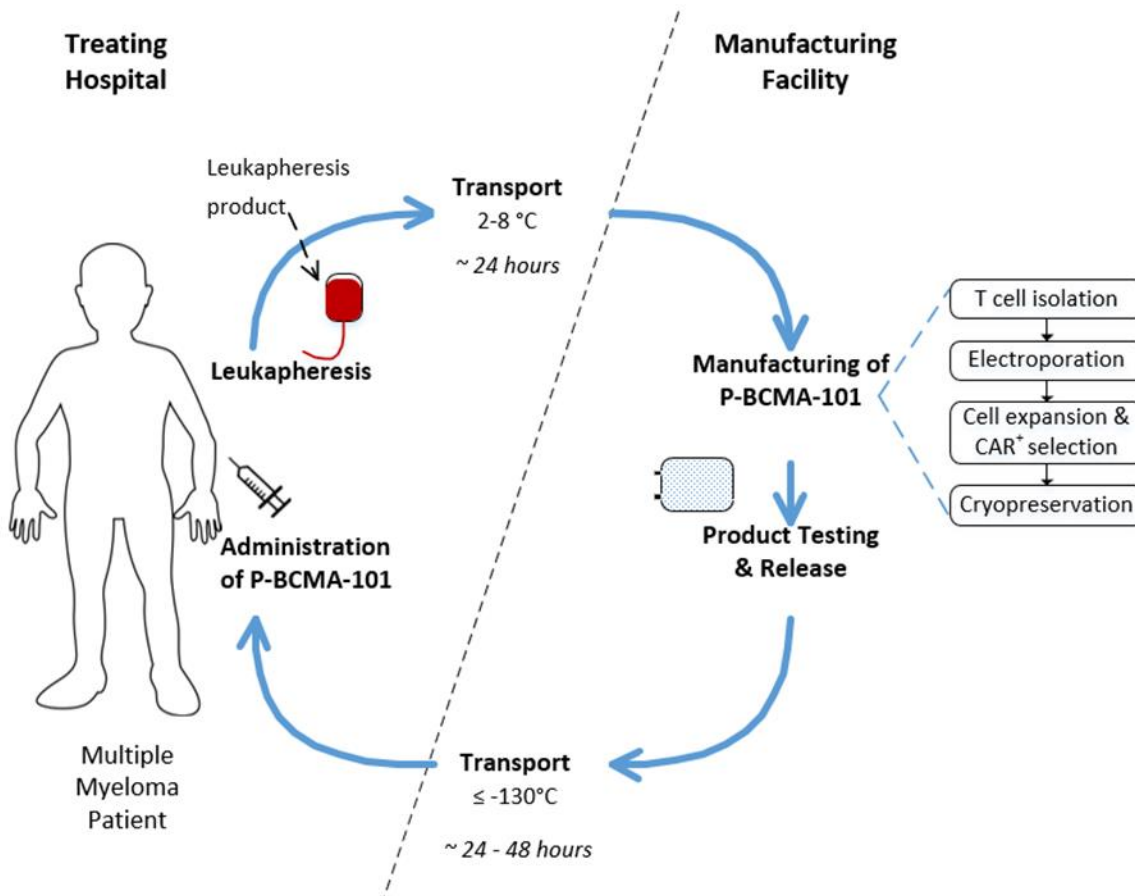 Treating
Hospital
Manufacturing
Facility
Leukapheresis
product
Transport
2-8 °C
~ 24 hours
Leukapheresis
Manufacturing of
P-BCMA-101
T cell isolation
Electroporation
Cell expansion &
CAR⁺ selection
Cryopreservation
Product Testing
& Release
Administration
of P-BCMA-101
Transport
≤ -130°C
~ 24 - 48 hours
Multiple
Myeloma
Patient